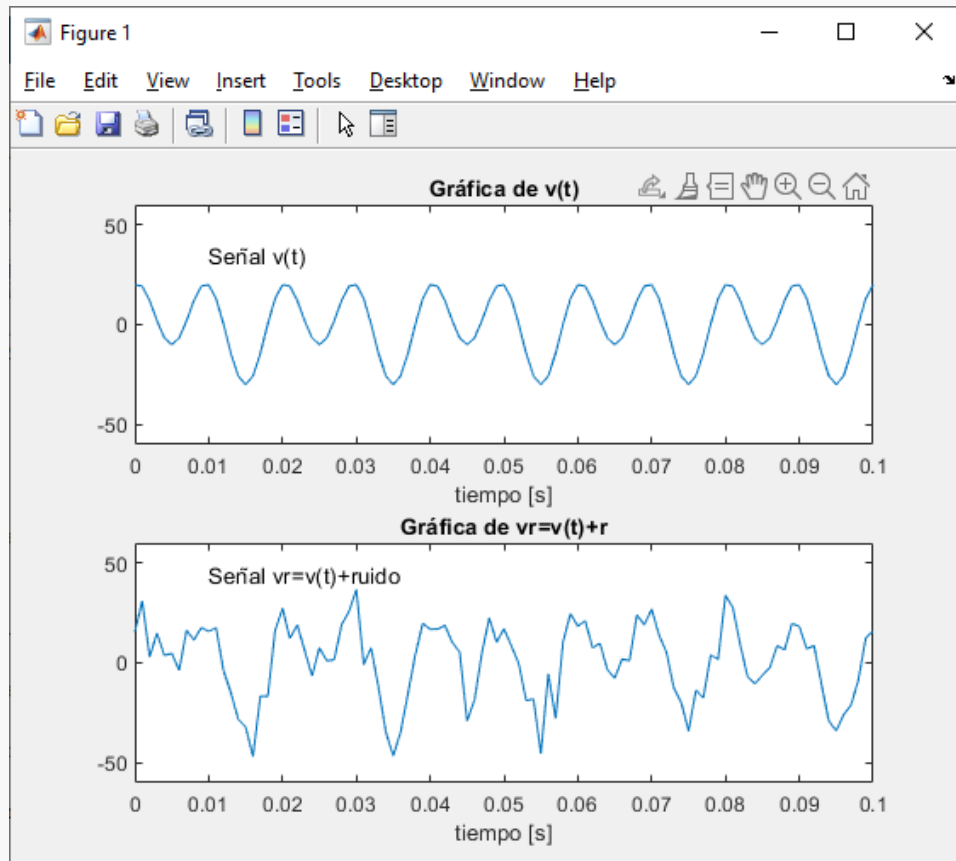 Figure 1
File Edit View Insert Tools Desktop Window Help
Gráfica de v(t)
50
Señal v(t)
0
-50
0 0.01 0.02 0.03 0.04 0.05 0.06 0.07 0.08 0.09 0.1
tiempo [s]
Gráfica de vr=v(t)+r
50
Señal vr=v(t)+ruido
0
-50
0 0.01 0.02 0.03 0.04 0.05 0.06 0.07 0.08 0.09 0.1
tiempo [s]